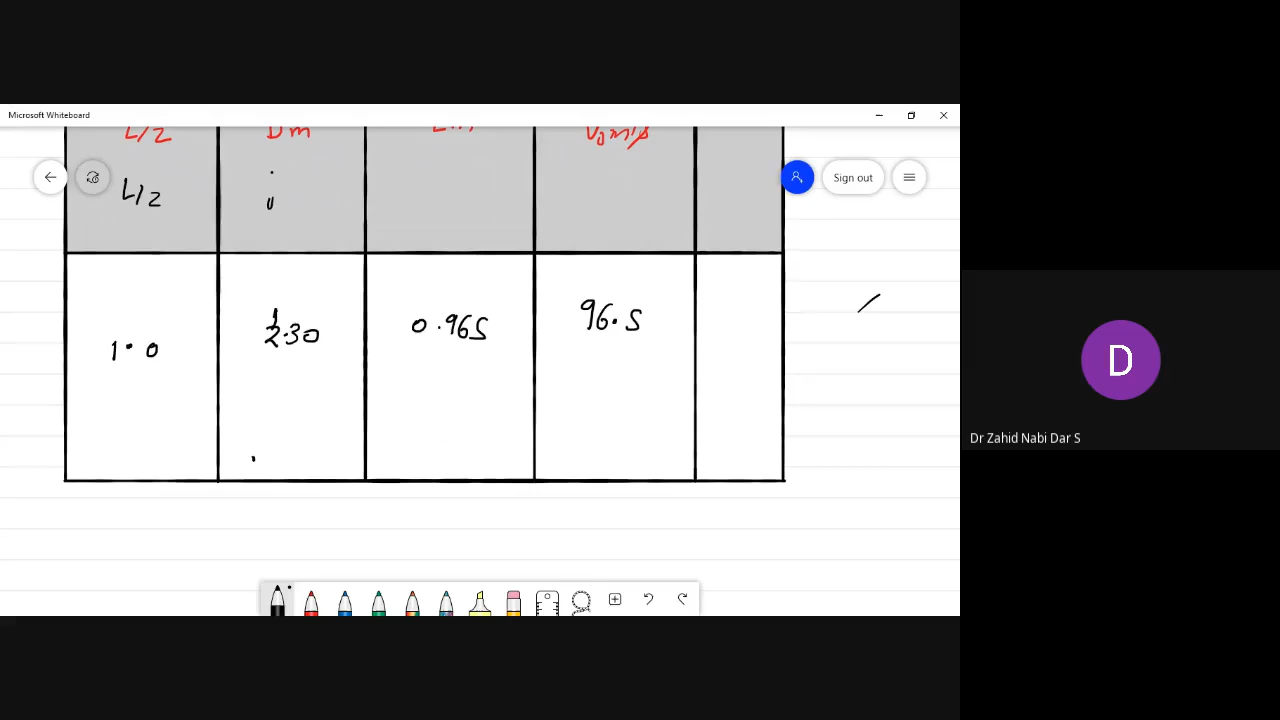 Microsoft Whiteboard
L/2 Dm V₀m/s
Sign out
L/2
1.0 2.30 0.965 96.5
D
Dr Zahid Nabi Dar S